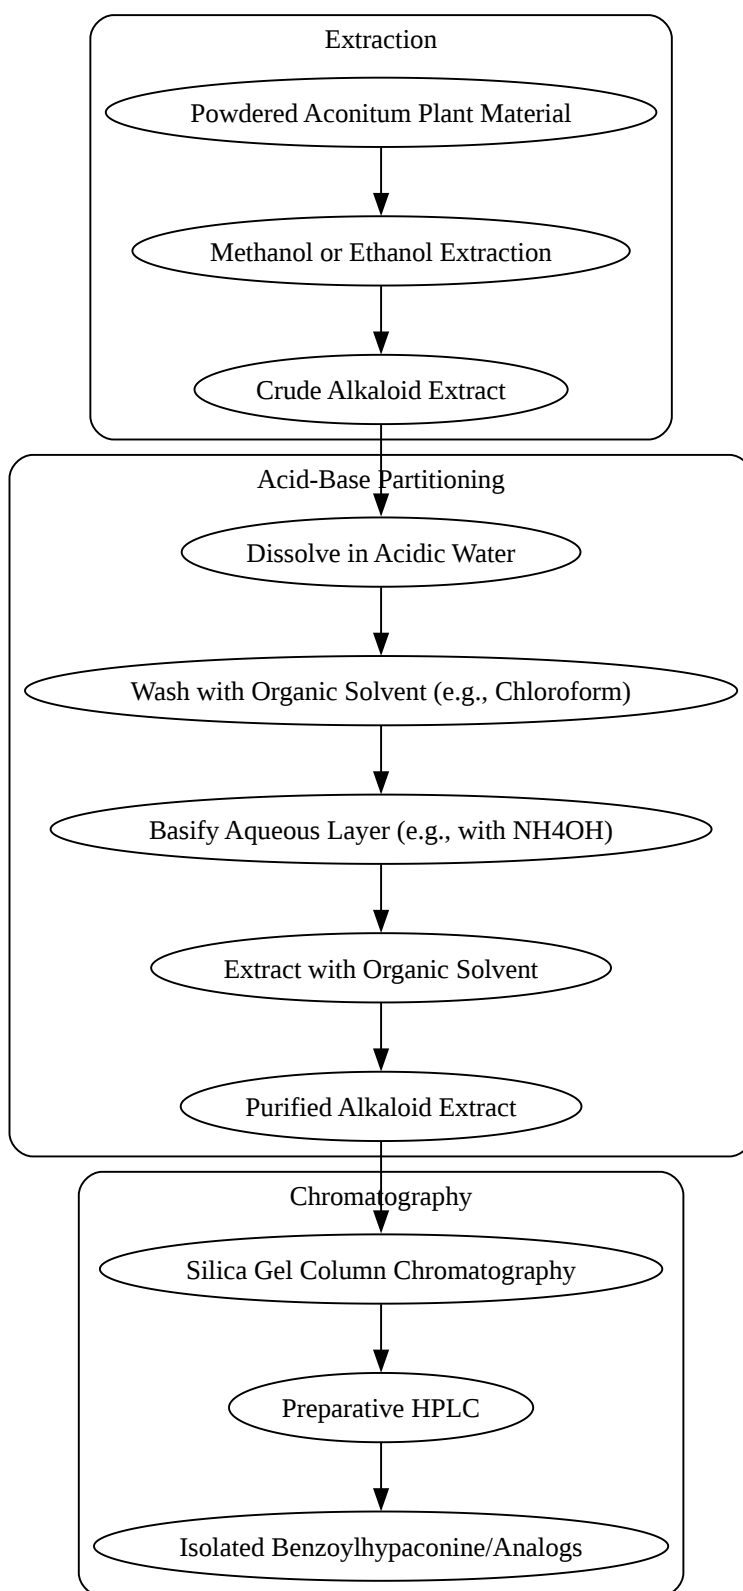 Extraction
Powdered Aconitum Plant Material
Methanol or Ethanol Extraction
Crude Alkaloid Extract
Acid-Base Partitioning
Dissolve in Acidic Water
Wash with Organic Solvent (e.g., Chloroform)
Basify Aqueous Layer (e.g., with NH4OH)
Extract with Organic Solvent
Purified Alkaloid Extract
Chromatography
Silica Gel Column Chromatography
Preparative HPLC
Isolated Benzoylhypaconine/Analogs